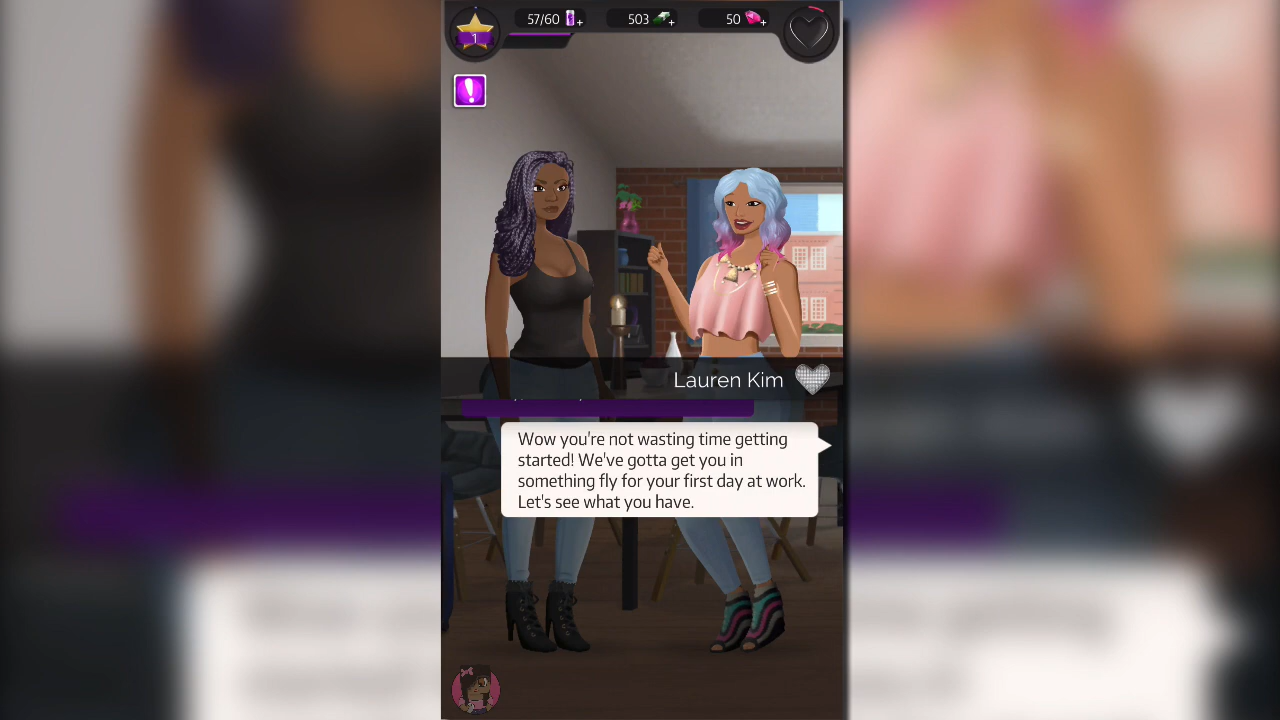 57/60
503
50
1
Lauren Kim
Wow you're not wasting time getting
started! We've gotta get you in
something fly for your first day at work.
Let's see what you have.